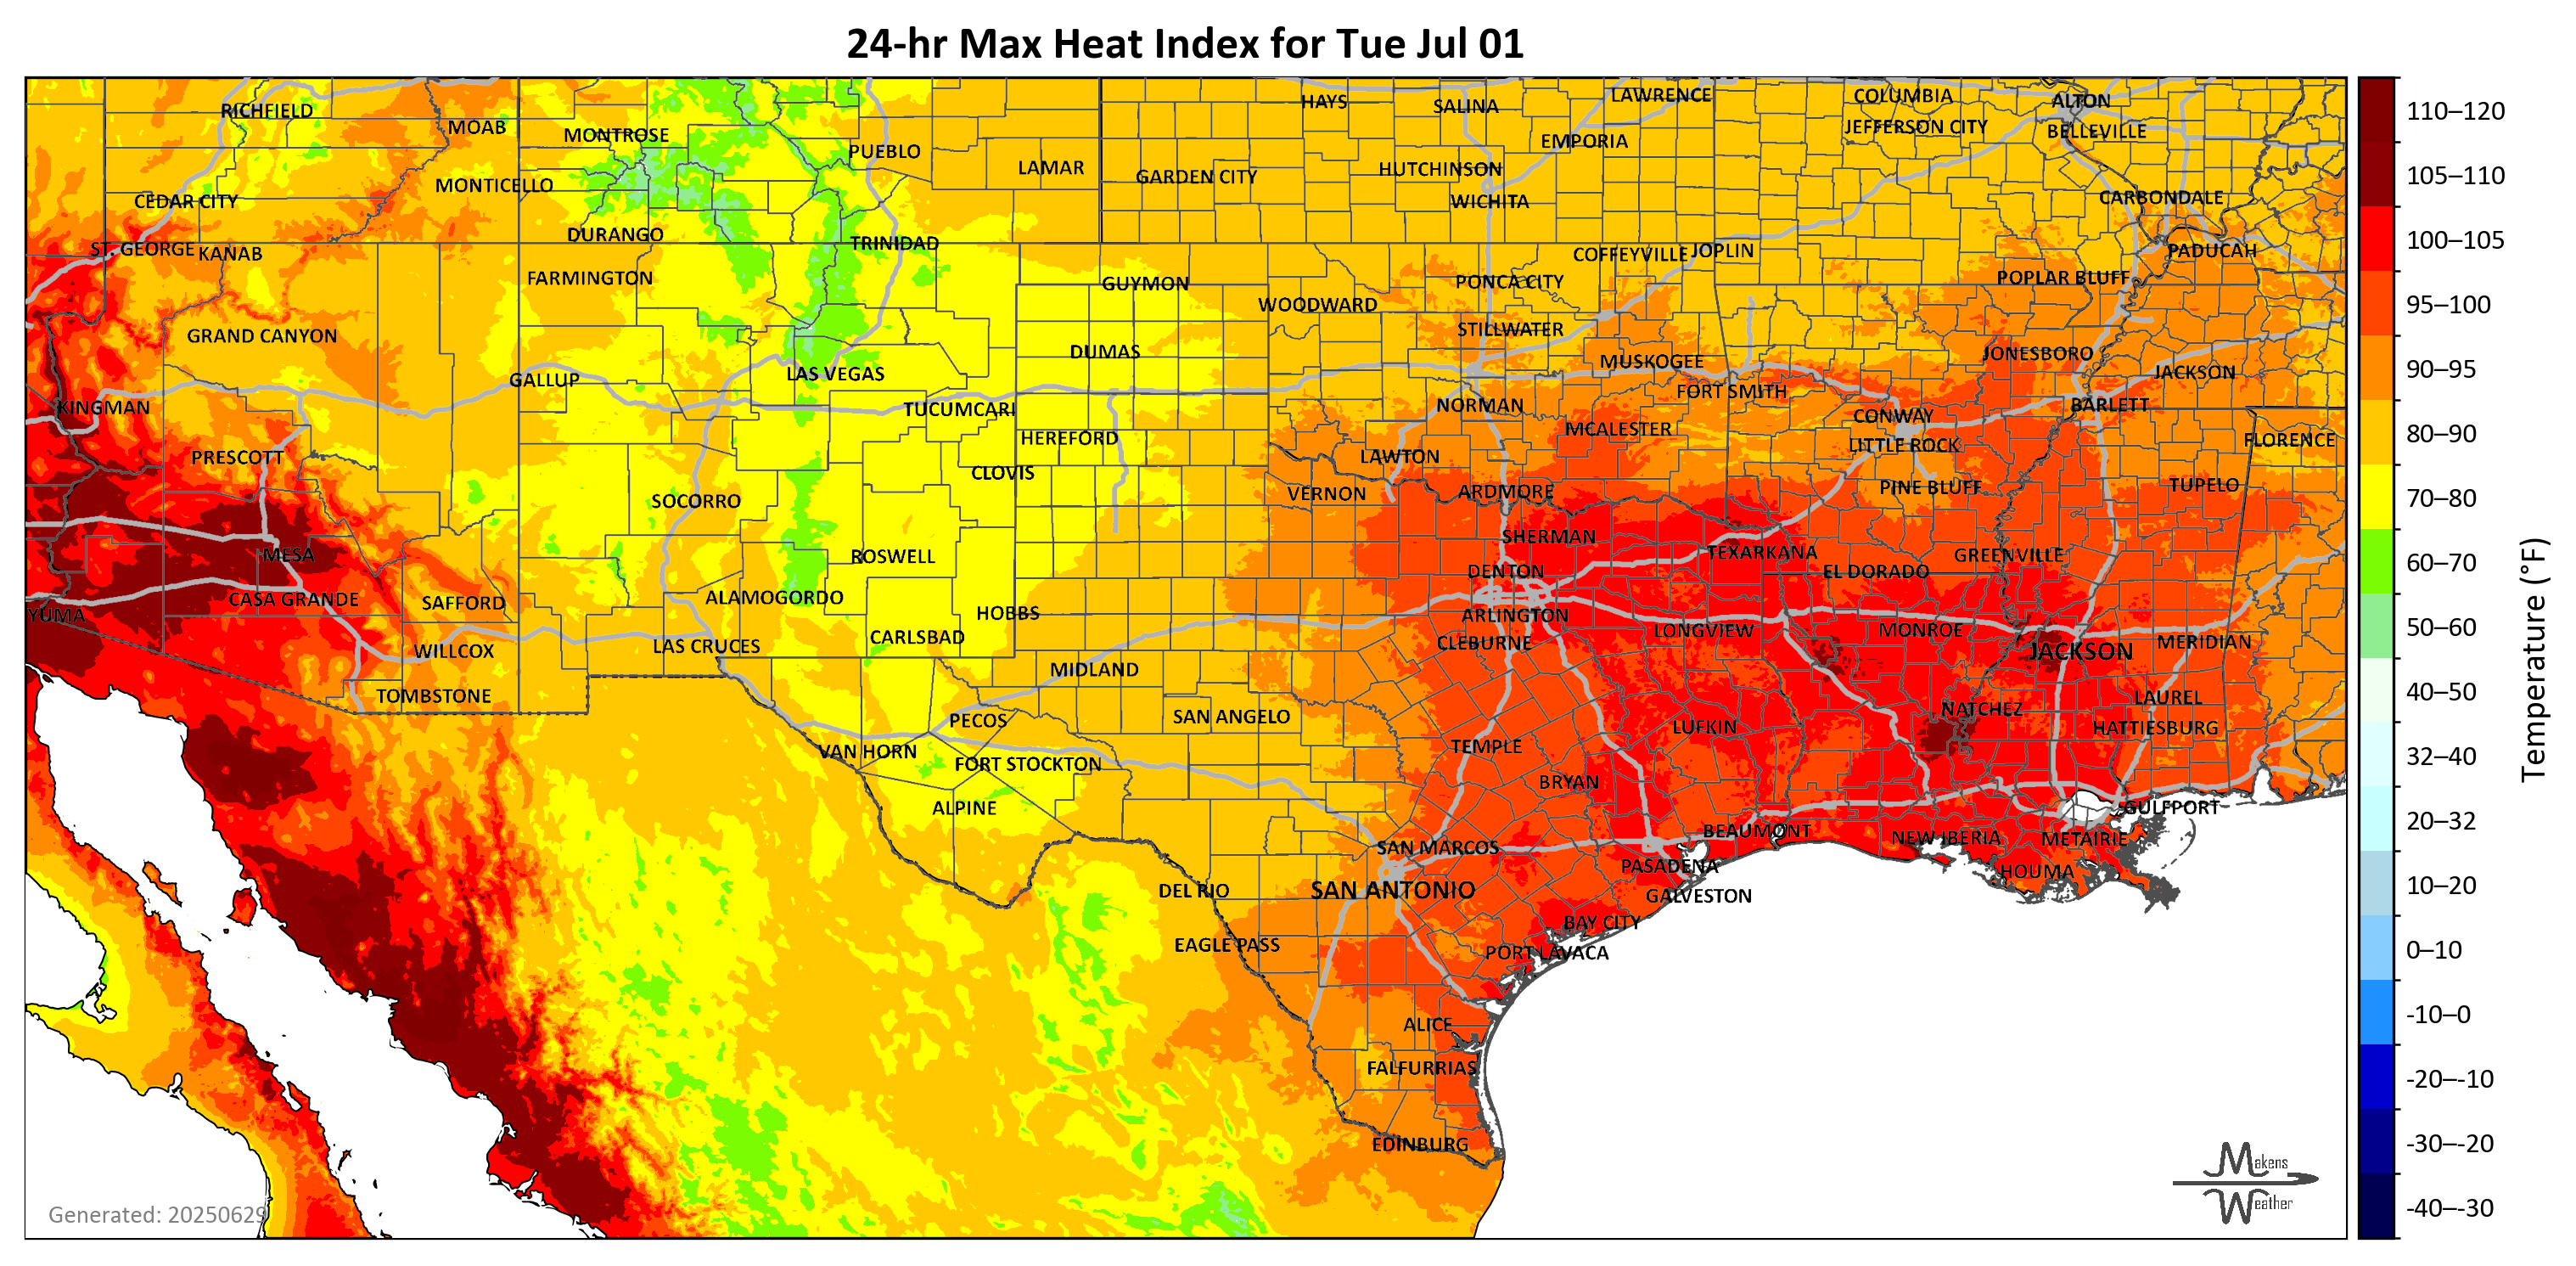 24-hr Max Heat Index for Tue Jul 01
RICHFIELD
MOAB
MONTROSE
PUEBLO
LAMAR
HAYS
SALINA
LAWRENCE
COLUMBIA
ALTON
EMPORIA
JEFFERSON CITY
BELLEVILLE
MONTICELLO
GARDEN CITY
HUTCHINSON
CEDAR CITY
WICHITA
CARBONDALE
ST. GEORGE
KANAB
DURANGO
TRINIDAD
COFFEYVILLE
JOPLIN
PADUCAH
FARMINGTON
GUYMON
PONCA CITY
POPLAR BLUFF
WOODWARD
GRAND CANYON
STILLWATER
DUMAS
MUSKOGEE
JONESBORO
GALLUP
LAS VEGAS
JACKSON
FORT SMITH
KINGMAN
TUCUMCARI
NORMAN
CONWAY
BARLETT
HEREFORD
MCALESTER
LITTLE ROCK
FLORENCE
PRESCOTT
CLOVIS
LAWTON
SOCORRO
VERNON
ARDMORE
PINE BLUFF
TUPELO
MESA
ROSWELL
SHERMAN
TEXARKANA
GREENVILLE
DENTON
EL DORADO
CASA GRANDE
SAFFORD
ALAMOGORDO
HOBBS
YUMA
ARLINGTON
WILLCOX
LAS CRUCES
CARLSBAD
CLEBURNE
LONGVIEW
MONROE
JACKSON
MERIDIAN
TOMBSTONE
MIDLAND
LAUREL
PECOS
SAN ANGELO
LUFKIN
NATCHEZ
HATTIESBURG
VAN HORN
FORT STOCKTON
TEMPLE
BRYAN
ALPINE
GULFPORT
SAN MARCOS
BEAUMONT
NEW IBERIA
METAIRIE
DEL RIO
SAN ANTONIO
PASADENA
HOUMA
GALVESTON
EAGLE PASS
BAY CITY
PORT LAVACA
ALICE
FALFURRIAS
EDINBURG
Generated: 20250629
Makens
Weather
110–120
105–110
100–105
95–100
90–95
80–90
70–80
60–70
50–60
40–50
32–40
20–32
10–20
0–10
-10–0
-20–-10
-30–-20
-40–-30
Temperature (°F)